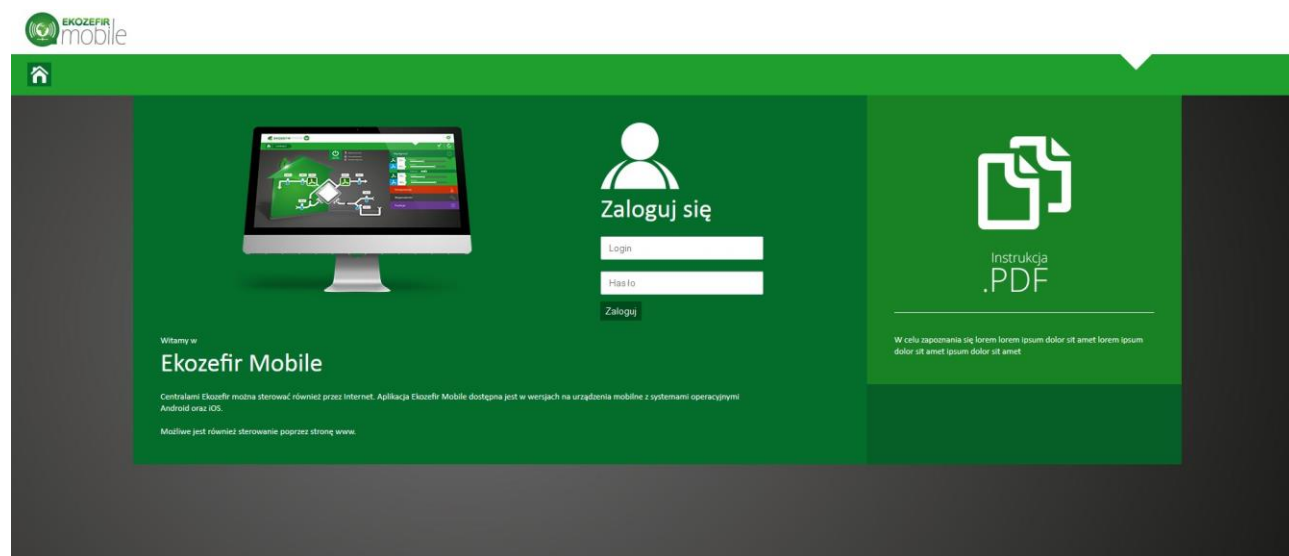 EKOZEFIR
mobile
Zaloguj się
Login
Hasło
Zaloguj
Witamy w
Ekozefir Mobile
Centralami Ekozefir można sterować również przez Internet. Aplikacja Ekozefir Mobile dostępna jest w wersjach na urządzenia mobilne z systemami operacyjnymi
Android oraz iOS.
Możliwe jest również sterowanie poprzez stronę www.
Instrukcja
.PDF
W celu zapoznania się lorem lorem ipsum dolor sit amet lorem ipsum
dolor sit amet ipsum dolor sit amet